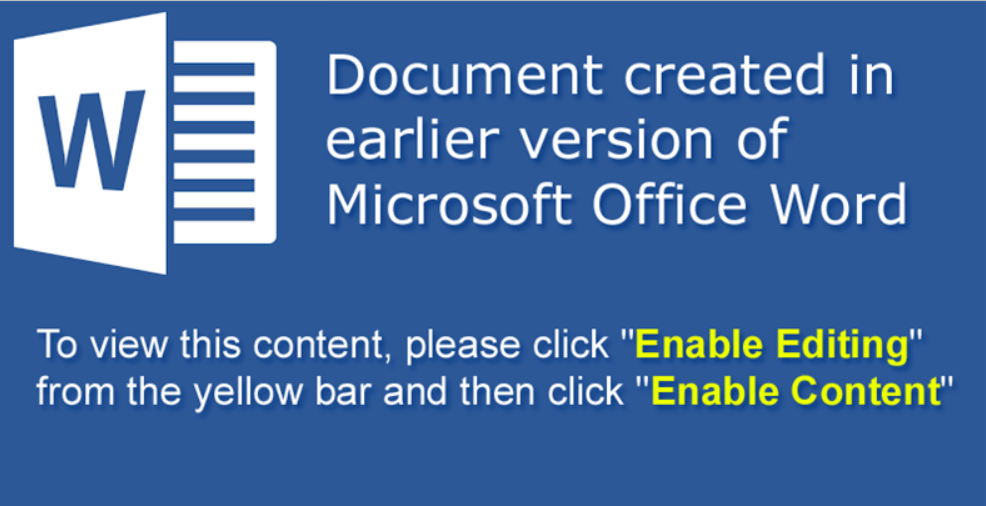 W
Document created in
earlier version of
Microsoft Office Word
To view this content, please click "Enable Editing"
from the yellow bar and then click "Enable Content"